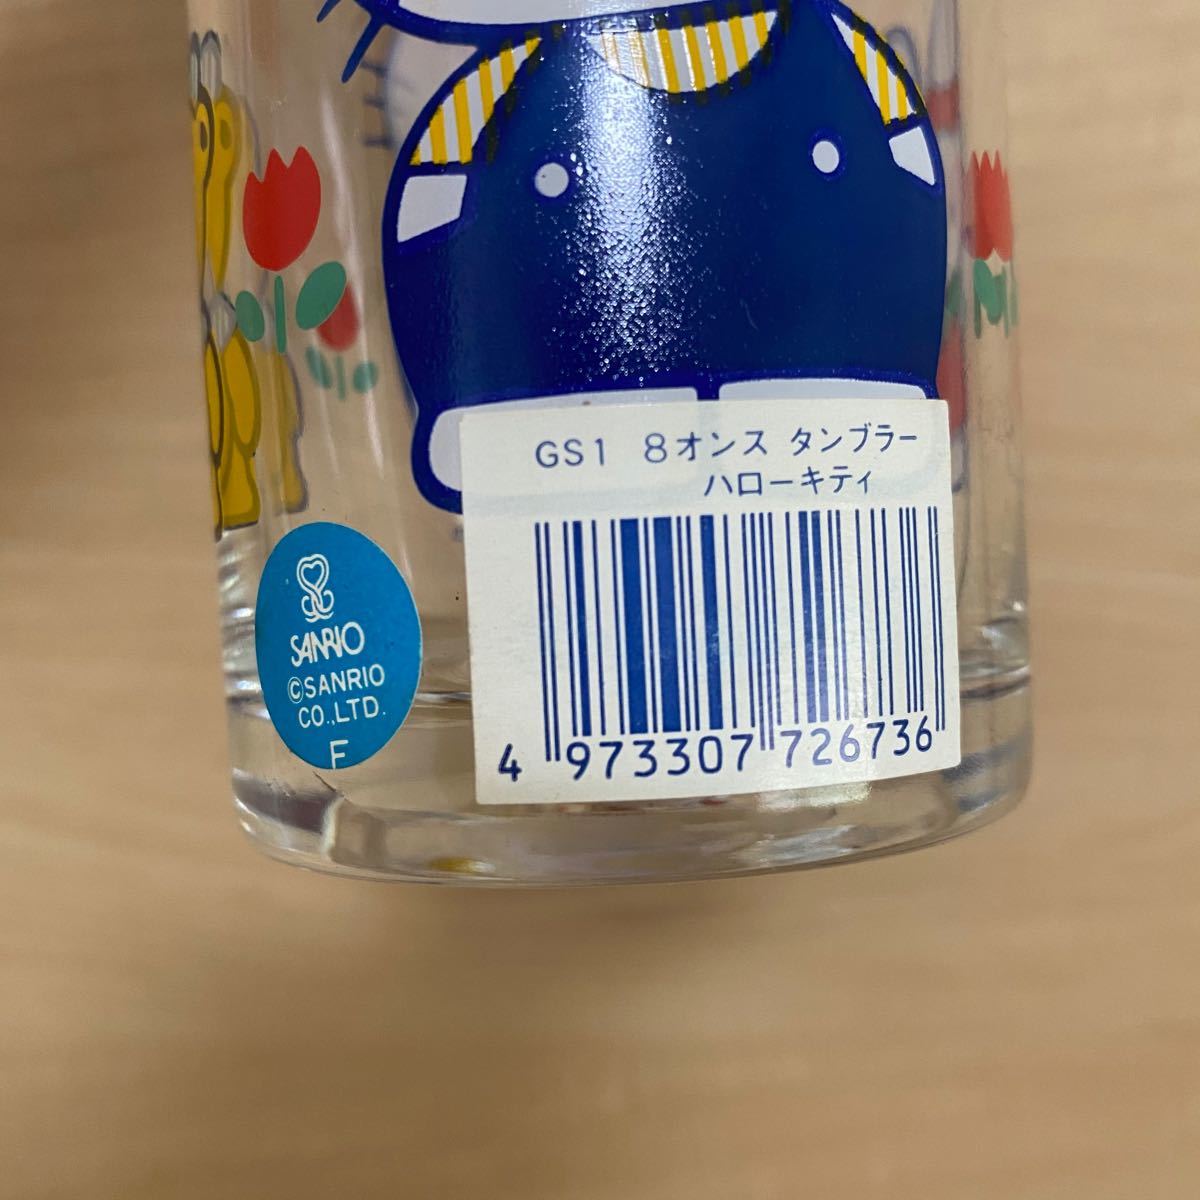 GS1 8オンス タンブラー
ハローキティ
4 973307 726736
SANRIO
©SANRIO
CO.,LTD.
F